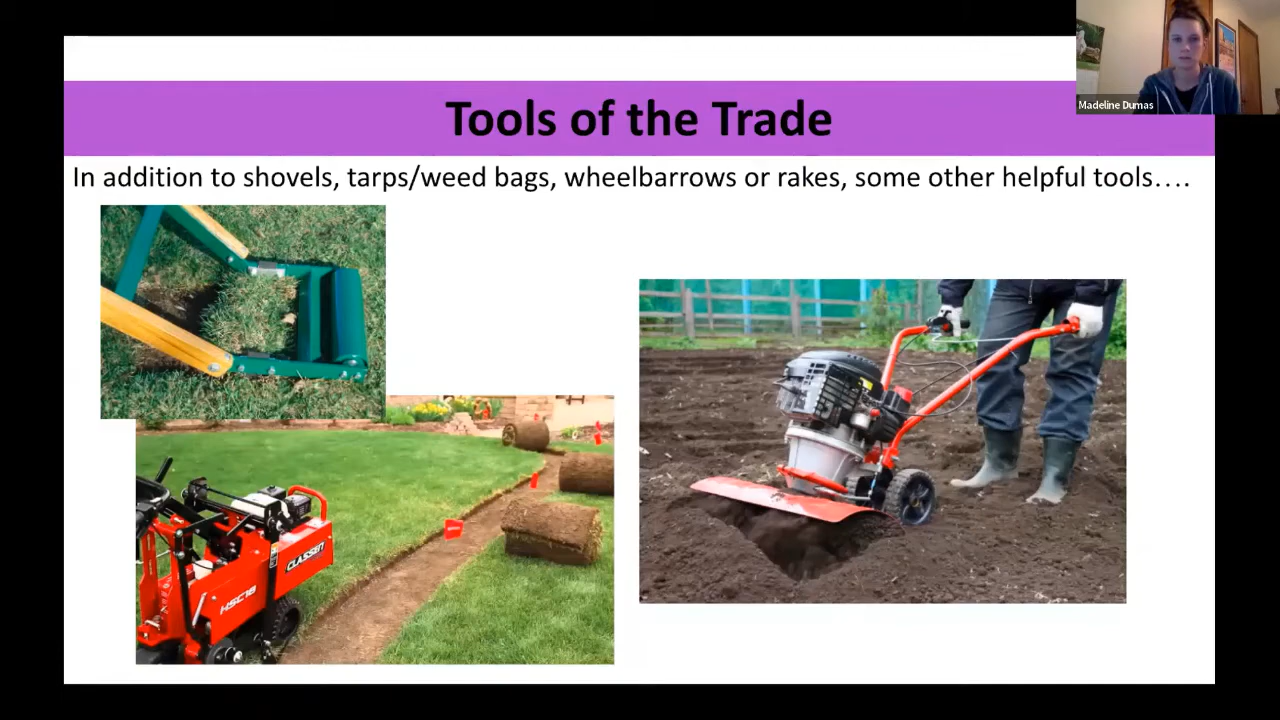 Tools of the Trade
Madeline Dumas
In addition to shovels, tarps/weed bags, wheelbarrows or rakes, some other helpful tools….
CLASSEN
HSC18